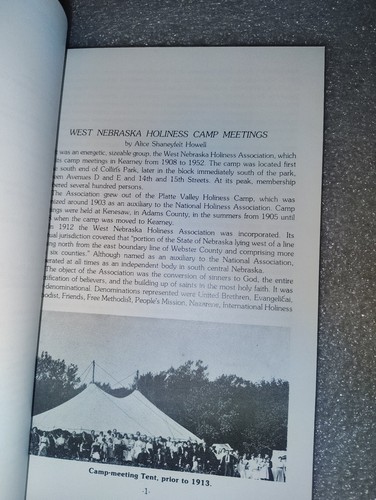 WEST NEBRASKA HOLINESS CAMP MEETINGS
by Alice Shaneyfelt Howell
was an energetic, sizeable group, the West Nebraska Holiness Association, which
its camp meetings in Kearney from 1908 to 1952. The camp was located first
e south end of Collin's Park, later in the block immediately south of the park,
een Avenues D and E and 14th and 15th Streets. At its peak, membership
bered several hundred persons.
The Association grew out of the Platte Valley Holiness Camp, which was
ized around 1903 as an auxiliary to the National Holiness Association. Camp
ings were held at Kenesaw, in Adams County, in the summers from 1905 until
when the camp was moved to Kearney.
1912 the West Nebraska Holiness Association was incorporated. Its
jurisdiction covered that "portion of the State of Nebraska lying west of a line
ing north from the east boundary line of Webster County and comprising more
six counties." Although named as an auxiliary to the National Association,
erated at all times as an independent body in south central Nebraska.
The object of the Association was the conversion of sinners to God, the entire
ification of believers, and the building up of saints in the most holy faith. It was
-denominational. Denominations represented were United Brethren, Evangelical,
odist, Friends, Free Methodist, People's Mission, Nazarene, International Holiness
Camp-meeting Tent, prior to 1913.
-1-